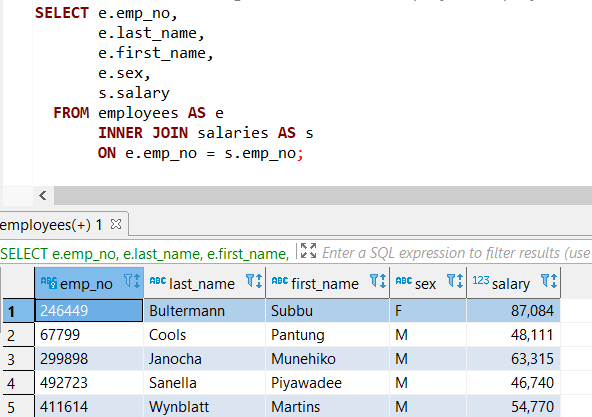 SELECT e.emp_no,
e.last_name,
e.first_name,
e.sex,
s.salary
FROM employees AS e
INNER JOIN salaries AS s
ON e.emp_no = s.emp_no;
employees(+) 1
SELECT e.emp_no, e.last_name, e.first_name, Enter a SQL expression to filter results (use
ABC emp_no ABC last_name ABC first_name ABC sex 123 salary
1 246449 Bultermann Subbu F 87,084
2 67799 Cools Pantung M 48,111
3 299898 Janocha Munehiko M 63,315
4 492723 Sanella Piyawadee M 46,740
5 411614 Wynblatt Martins M 54,770